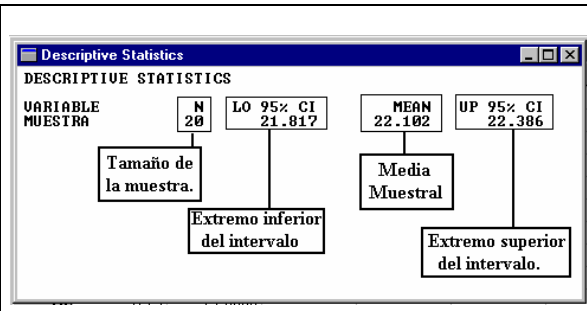 Descriptive Statistics
DESCRIPTIVE STATISTICS
VARIABLE N LO 95% CI MEAN UP 95% CI
MUESTRA 20 21.817 22.102 22.386
Tamaño de
la muestra.
Media
Muestral
Extremo inferior
del intervalo
Extremo superior
del intervalo.